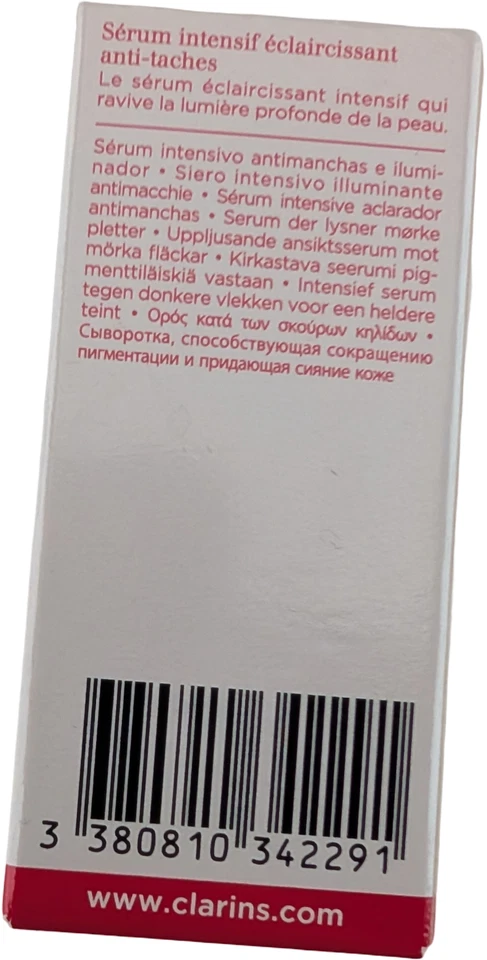 Sérum intensif éclaircissant
anti-taches
Le sérum éclaircissant intensif qui
ravive la lumière profonde de la peau.
Sérum intensivo antimanchas e ilumi-
nador • Siero intensivo illuminante
antimacchie • Sérum intensive aclarador
antimanchas • Serum der lysner mørke
pletter • Uppljusande ansiktsserum mot
mörka fläckar • Kirkastava seerumi pig-
menttiläiskiä vastaan • Intensief serum
tegen donkere vlekken voor een heldere
teint • Ορός κατά των σκούρων κηλίδων •
Сыворотка, способствующая сокращению
пигментации и придающая сияние коже
3 380810 342291
www.clarins.com